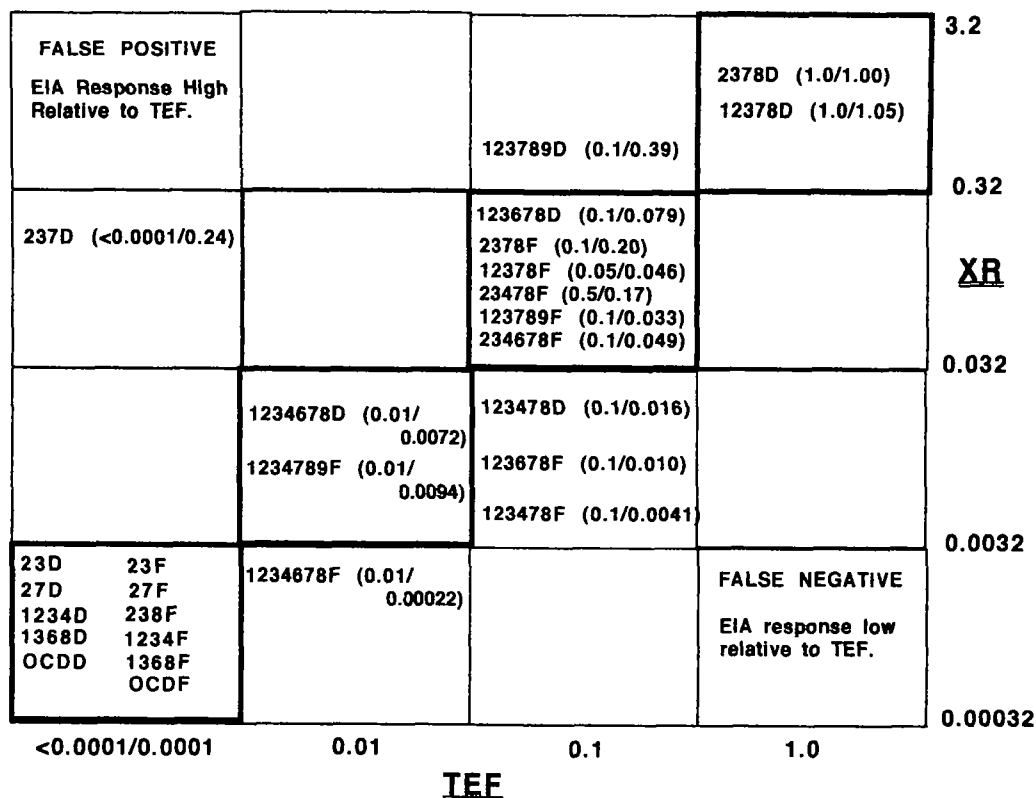 FALSE POSITIVE
EIA Response High
Relative to TEF.
2378D (1.0/1.00)
12378D (1.0/1.05)
123789D (0.1/0.39)
3.2
0.32
237D (<0.0001/0.24)
123678D (0.1/0.079)
2378F (0.1/0.20)
12378F (0.05/0.046)
23478F (0.5/0.17)
123789F (0.1/0.033)
234678F (0.1/0.049)
XR
0.032
1234678D (0.01/
0.0072)
1234789F (0.01/
0.0094)
123478D (0.1/0.016)
123678F (0.1/0.010)
123478F (0.1/0.0041)
0.0032
23D 23F
27D 27F
1234D 238F
1368D 1234F
OCDD 1368F
OCDF
1234678F (0.01/
0.00022)
FALSE NEGATIVE
EIA response low
relative to TEF.
0.00032
<0.0001/0.0001 0.01 0.1 1.0
TEF